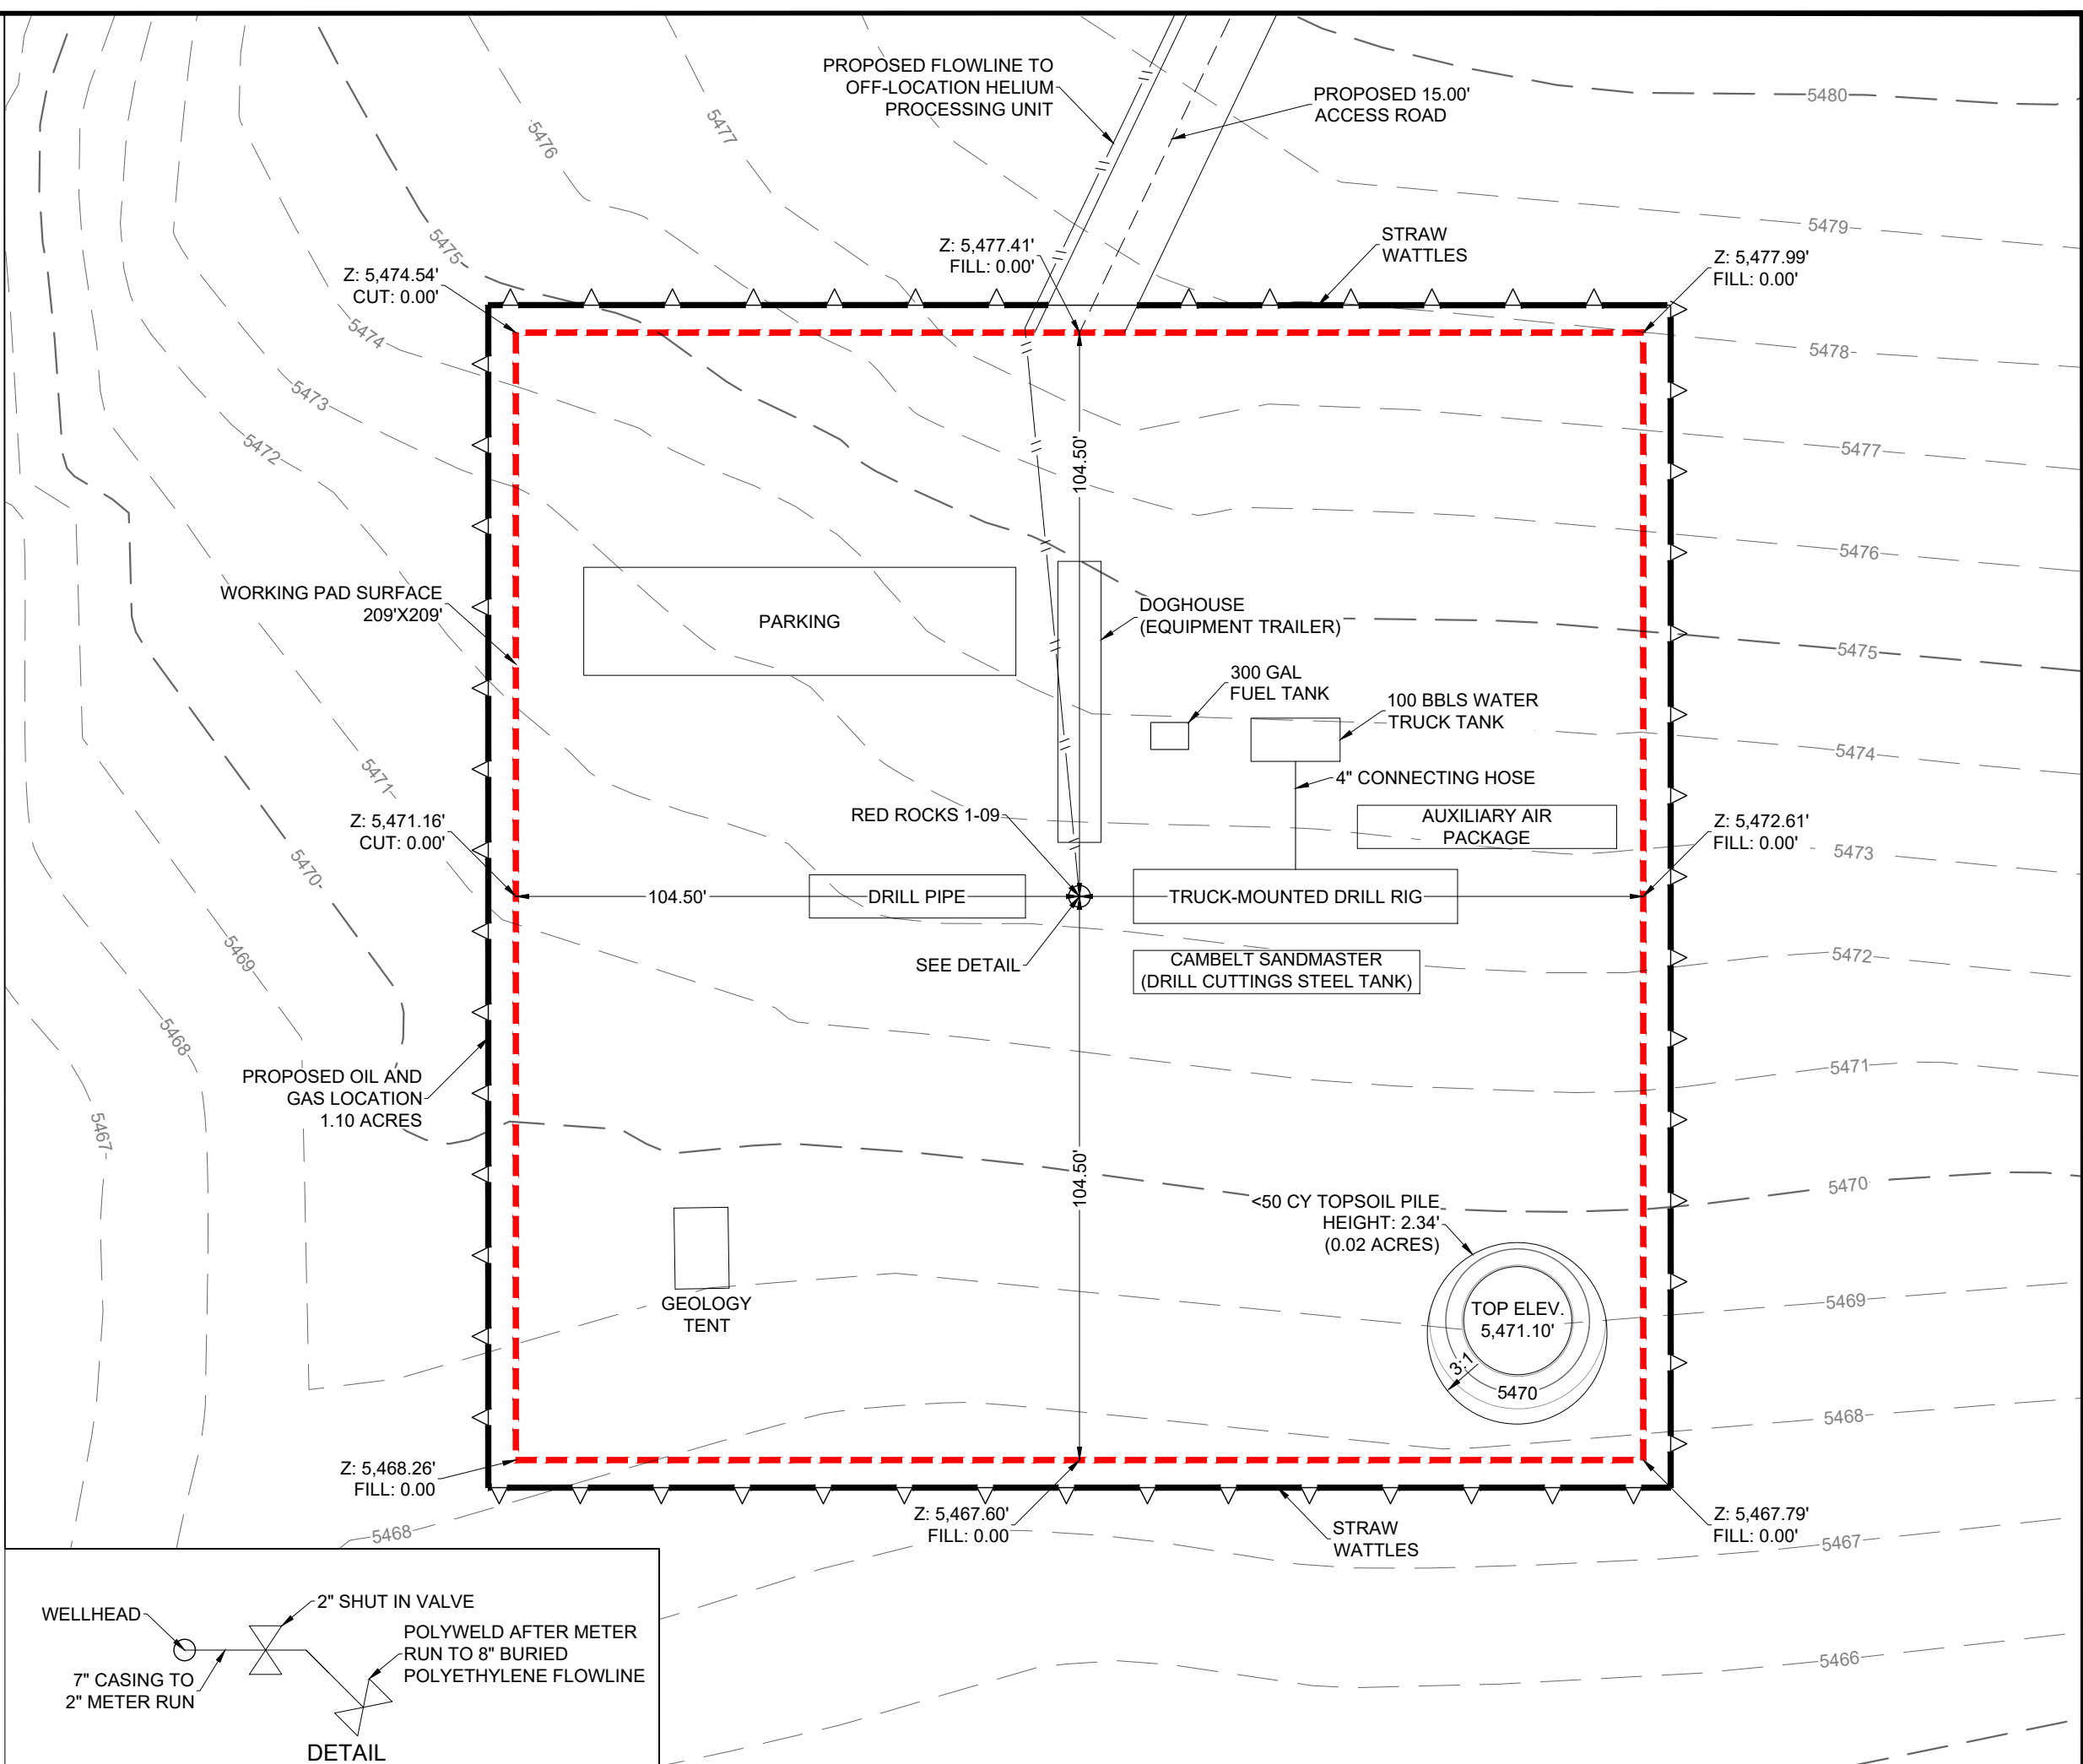 PROPOSED FLOWLINE TO
OFF-LOCATION HELIUM
PROCESSING UNIT
PROPOSED 15.00'
ACCESS ROAD
5480
5476
5477
5479
5475
Z: 5,474.54'
CUT: 0.00'
Z: 5,477.41'
FILL: 0.00'
STRAW
WATTLES
Z: 5,477.99'
FILL: 0.00'
5474
5478
5473
5472
104.50'
5477
5476
WORKING PAD SURFACE
209'X209'
PARKING
DOGHOUSE
(EQUIPMENT TRAILER)
5475
300 GAL
FUEL TANK
100 BBLS WATER
TRUCK TANK
5474
5471
4" CONNECTING HOSE
Z: 5,471.16'
CUT: 0.00'
RED ROCKS 1-09
AUXILIARY AIR
PACKAGE
Z: 5,472.61'
FILL: 0.00'
5473
5470
104.50'
DRILL PIPE
TRUCK-MOUNTED DRILL RIG
5469
SEE DETAIL
CAMBELT SANDMASTER
(DRILL CUTTINGS STEEL TANK)
5472
5468
PROPOSED OIL AND
GAS LOCATION
1.10 ACRES
5471
5467
104.50'
5470
<50 CY TOPSOIL PILE
HEIGHT: 2.34'
(0.02 ACRES)
GEOLOGY
TENT
TOP ELEV.
5,471.10'
5469
3:1
5470
5468
Z: 5,468.26'
FILL: 0.00
Z: 5,467.60'
FILL: 0.00
STRAW
WATTLES
Z: 5,467.79'
FILL: 0.00'
5468
5467
WELLHEAD
2" SHUT IN VALVE
POLYWELD AFTER METER
RUN TO 8" BURIED
POLYETHYLENE FLOWLINE
7" CASING TO
2" METER RUN
DETAIL
5466